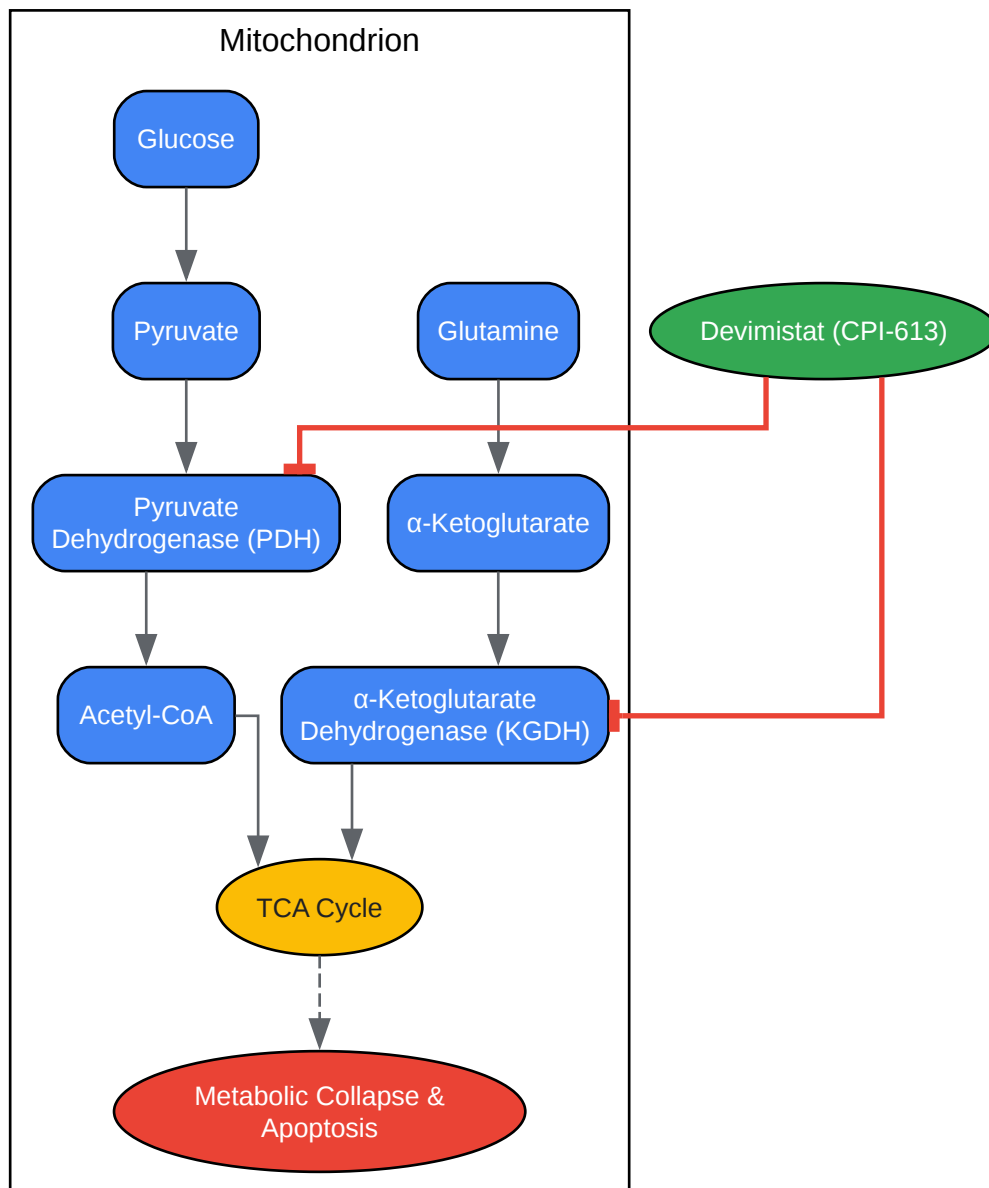 Mitochondrion
Glucose
Pyruvate
Glutamine
Devimistat (CPI-613)
Pyruvate
Dehydrogenase (PDH)
α-Ketoglutarate
Acetyl-CoA
α-Ketoglutarate
Dehydrogenase (KGDH)
TCA Cycle
Metabolic Collapse &
Apoptosis